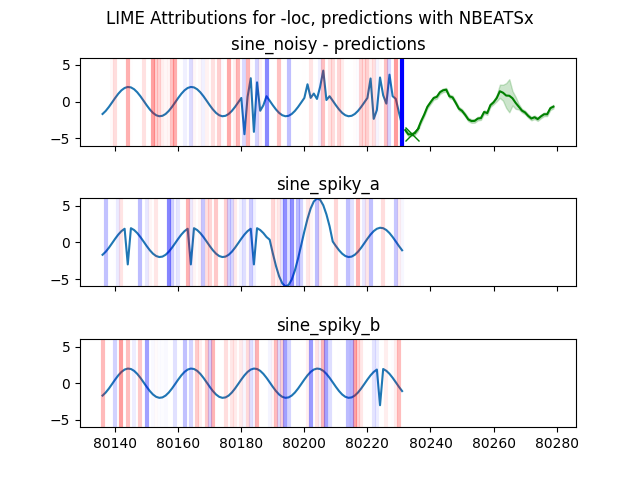 LIME Attributions for -loc, predictions with NBEATSx
sine_noisy - predictions
5
0
−5
sine_spiky_a
5
0
−5
sine_spiky_b
5
0
−5
80140 80160 80180 80200 80220 80240 80260 80280